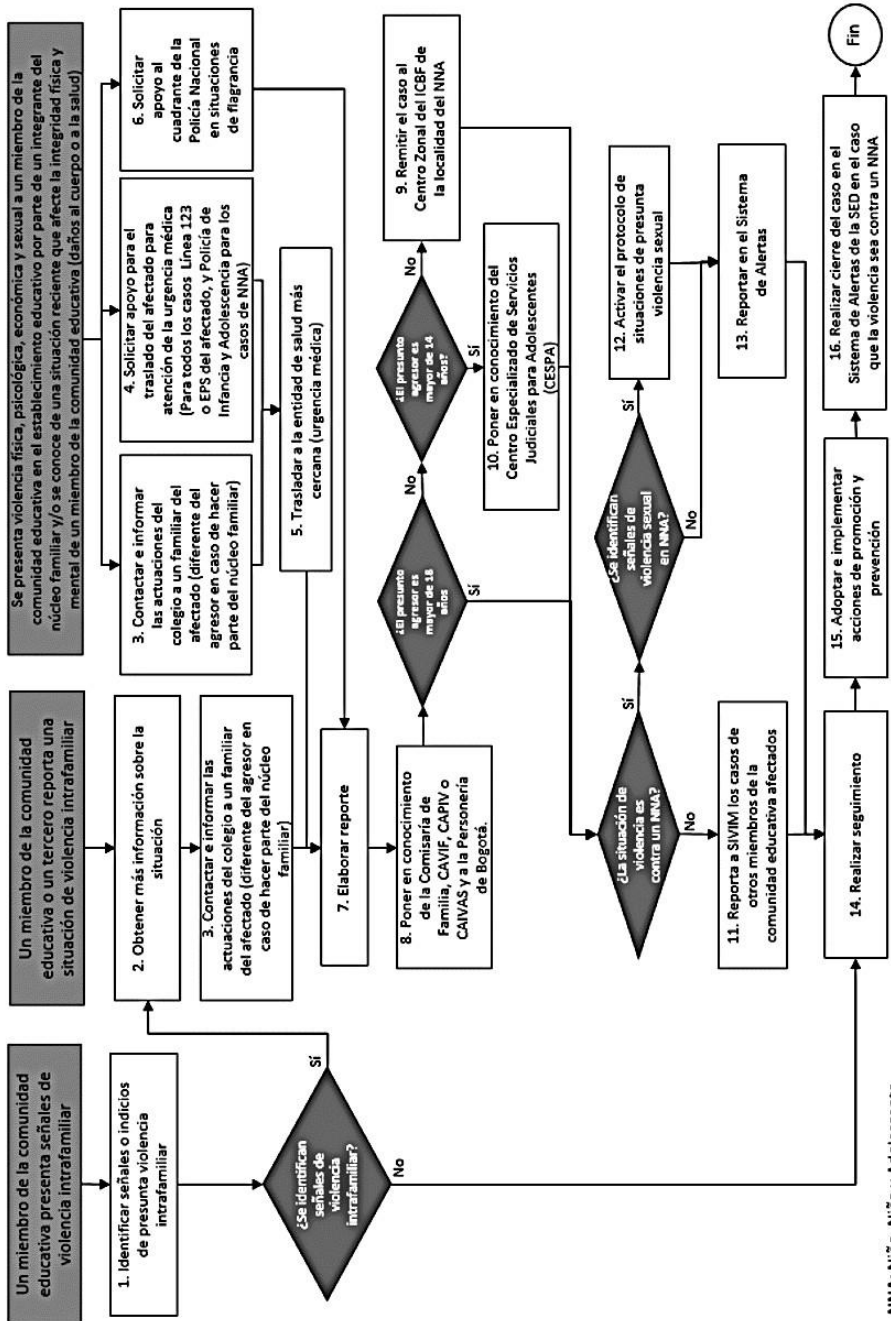 Un miembro de la comunidad
educativa presenta señales de
violencia intrafamiliar
1. Identificar señales o indicios
de presunta violencia
intrafamiliar
¿Se identifican
señales de
violencia
intrafamiliar?
Sí
No
Un miembro de la comunidad
educativa o un tercero reporta una
situación de violencia intrafamiliar
2. Obtener más información sobre la
situación
3. Contactar e informar las
actuaciones del colegio a un familiar
del afectado (diferente del agresor en
caso de hacer parte del núcleo
familiar)
Se presenta violencia física, psicológica, económica y sexual a un miembro de la
comunidad educativa en el establecimiento educativo por parte de un integrante del
núcleo familiar y/o se conoce de una situación reciente que afecte la integridad física y
mental de un miembro de la comunidad educativa (daños al cuerpo o a la salud)
3. Contactar e informar
las actuaciones del
colegio a un familiar del
afectado (diferente del
agresor en caso de hacer
parte del núcleo familiar)
4. Solicitar apoyo para el
traslado del afectado para
atención de la urgencia médica
(Para todos los casos Línea 123
o EPS del afectado, y Policía de
Infancia y Adolescencia para los
casos de NNA)
6. Solicitar
apoyo al
cuadrante de la
Policía Nacional
en situaciones
de flagrancia
5. Trasladar a la entidad de salud más
cercana (urgencia médica)
7. Elaborar reporte
8. Poner en conocimiento
de la Comisaría de
Familia, CAVIF, CAPIV o
CAIVAS y a la Personería
de Bogotá.
¿El presunto
agresor es
mayor de 18
años
No
Sí
¿El presunto
agresor es
mayor de 14
años?
No
Sí
9. Remitir el caso al
Centro Zonal del ICBF de
la localidad del NNA
10. Poner en conocimiento del
Centro Especializado de Servicios
Judiciales para Adolescentes
(CESPA)
¿La situación de
violencia es
contra un NNA?
Sí
No
¿Se identifican
señales de
violencia sexual
en NNA?
Sí
No
12. Activar el protocolo de
situaciones de presunta
violencia sexual
11. Reporta a SIVIM los casos de
otros miembros de la
comunidad educativa afectados
13. Reportar en el Sistema
de Alertas
14. Realizar seguimiento
15. Adoptar e implementar
acciones de promoción y
prevención
16. Realizar cierre del caso en el
Sistema de Alertas de la SED en el caso
que la violencia sea contra un NNA
Fin